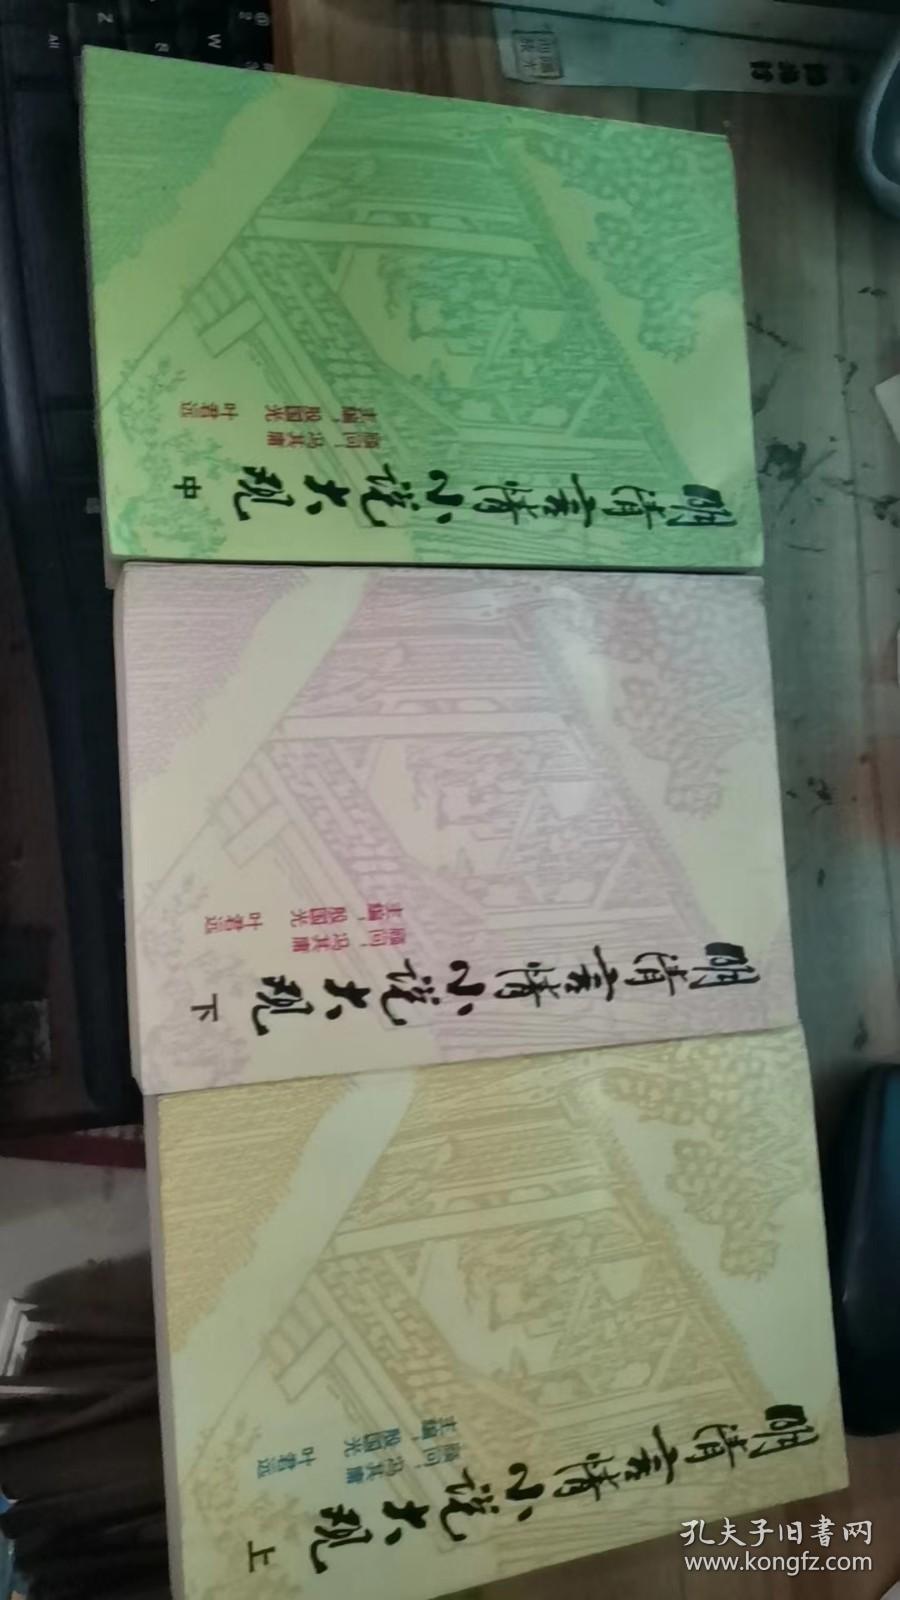 明清言情小说大观
中
顾问:冯其庸
主编:殷国光
叶君远
明清言情小说大观
下
顾问:冯其庸
主编:殷国光
叶君远
明清言情小说大观
上
顾问:冯其庸
主编:殷国光
叶君远
孔夫子旧书网
www.kongfz.com